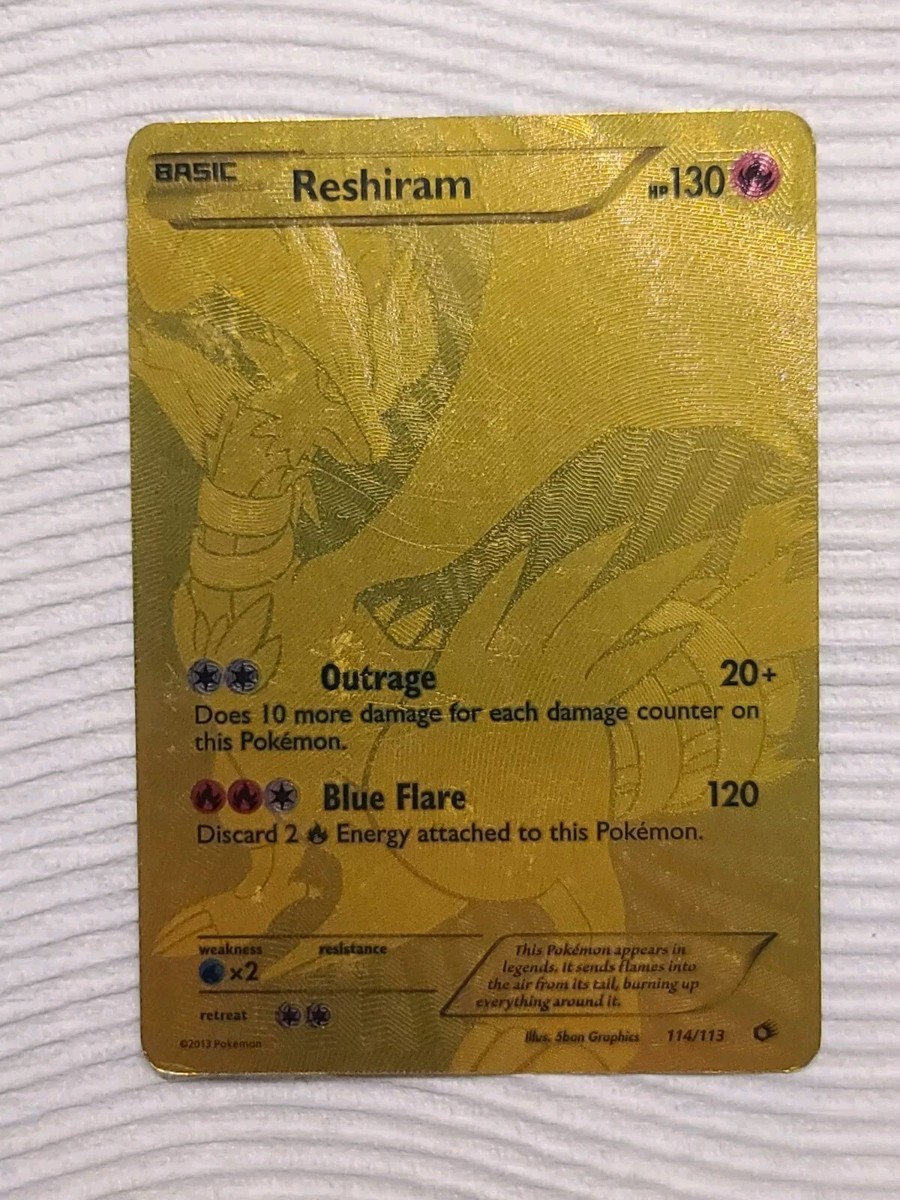 BASIC
Reshiram
HP130
Outrage 20+
Does 10 more damage for each damage counter on
this Pokémon.
Blue Flare 120
Discard 2 Energy attached to this Pokémon.
weakness resistance
×2
This Pokémon appears in
legends. It sends flames into
the air from its tail, burning up
everything around it.
retreat
©2013 Pokémon
Illus. 5ban Graphics 114/113